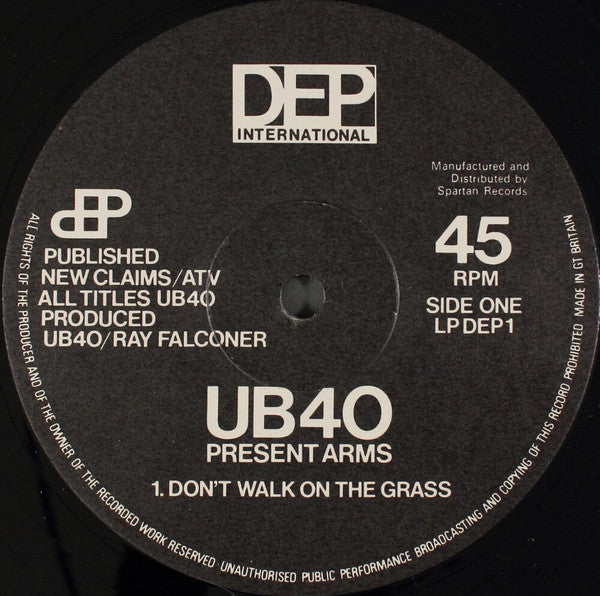 DEP
INTERNATIONAL
Manufactured and
Distributed by
Spartan Records
dEP
PUBLISHED
NEW CLAIMS/ATV
ALL TITLES UB40
PRODUCED
UB40/RAY FALCONER
45
RPM
SIDE ONE
LP DEP 1
UB40
PRESENT ARMS
1. DON'T WALK ON THE GRASS
ALL RIGHTS OF THE PRODUCER AND OF THE OWNER OF THE RECORDED WORK RESERVED · UNAUTHORISED PUBLIC PERFORMANCE BROADCASTING AND COPYING OF THIS RECORD PROHIBITED MADE IN GT BRITAIN